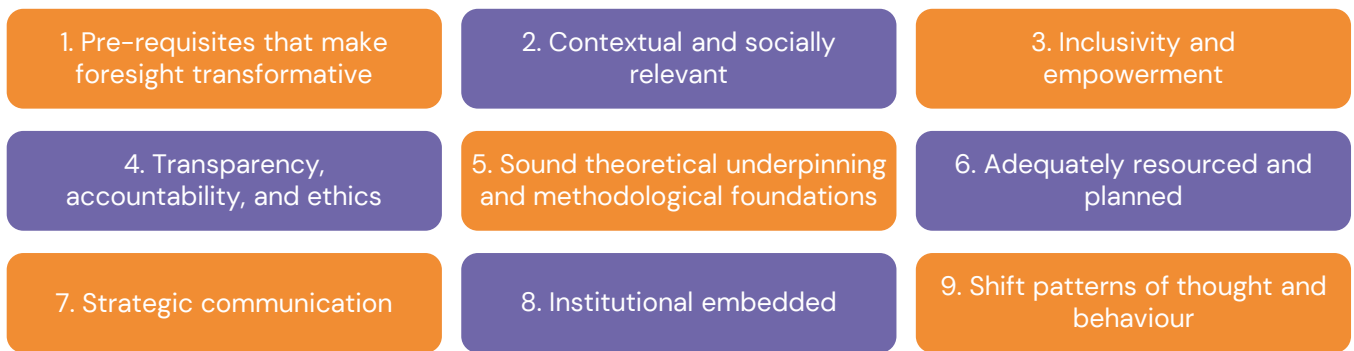 1. Pre-requisites that make
foresight transformative
2. Contextual and socially
relevant
3. Inclusivity and
empowerment
4. Transparency,
accountability, and ethics
5. Sound theoretical underpinning
and methodological foundations
6. Adequately resourced and
planned
7. Strategic communication
8. Institutional embedded
9. Shift patterns of thought and
behaviour